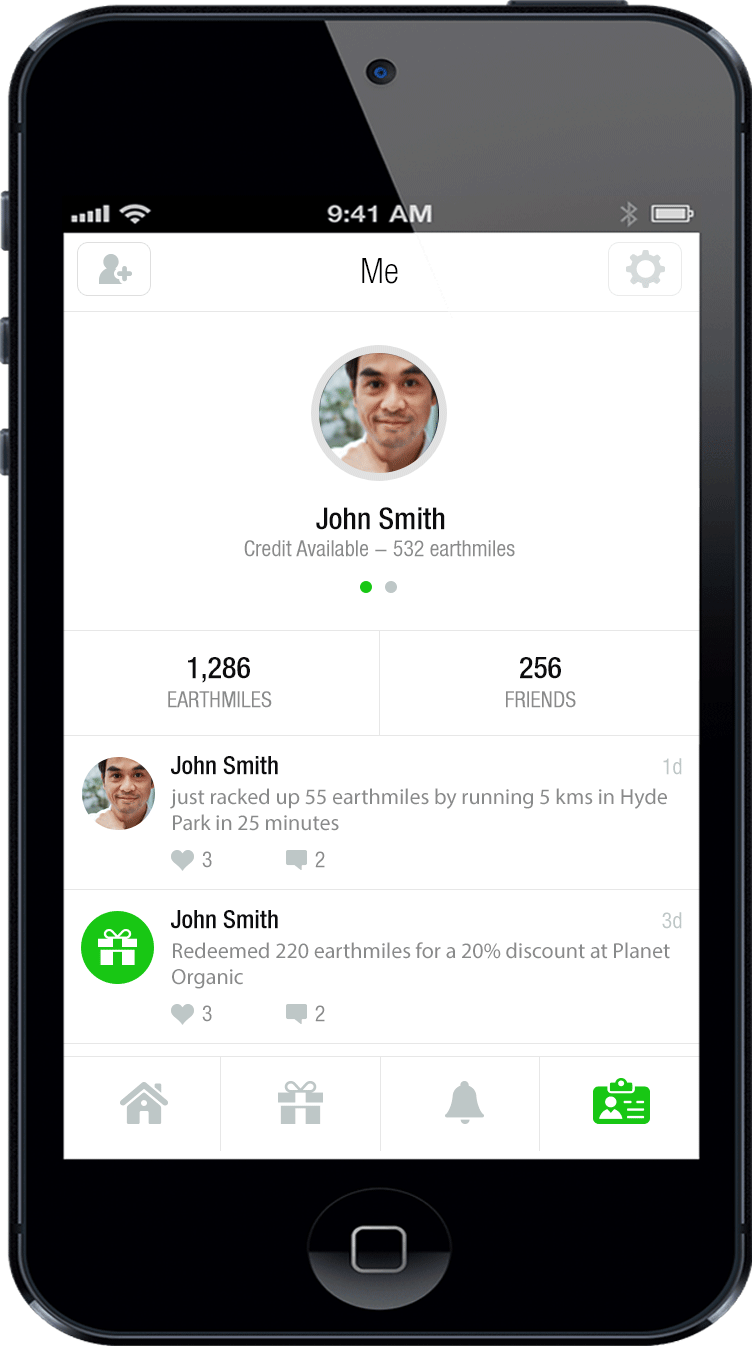 9:41 AM
Me
John Smith
Credit Available – 532 earthmiles
1,286
EARTHMILES
256
FRIENDS
John Smith
1d
just racked up 55 earthmiles by running 5 kms in Hyde
Park in 25 minutes
3
2
John Smith
3d
Redeemed 220 earthmiles for a 20% discount at Planet
Organic
3
2